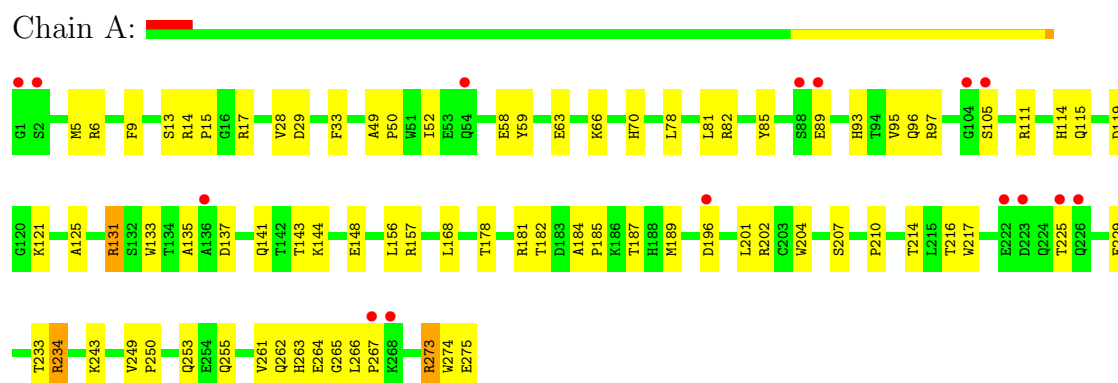 Chain A:
G1 S2 M5 R6 F9 S13 R14 P15 G16 R17 V28 D29 F33 A49 P50 W51 I52 E53 Q54 E58 Y59 E63 K66 H70 L78 L81 R82 Y85 S88 E89 H93 T94 V95 Q96 R97 G104 S105 R111 H114 Q115
G120 K121 A125 R131 S132 W133 T134 A135 A136 D137 Q141 T142 T143 K144 E148 L156 R157 L168 T178 R181 T182 D183 A184 P185 K186 T187 H188 M189 D196 L201 R202 C203 W204 S207 P210 T214 L215 T216 W217 E222 D223 Q224 T225 Q226
T233 R234 K243 V249 P250 Q253 E254 Q255 V261 Q262 H263 E264 G265 L266 P267 K268 R273 W274 E275